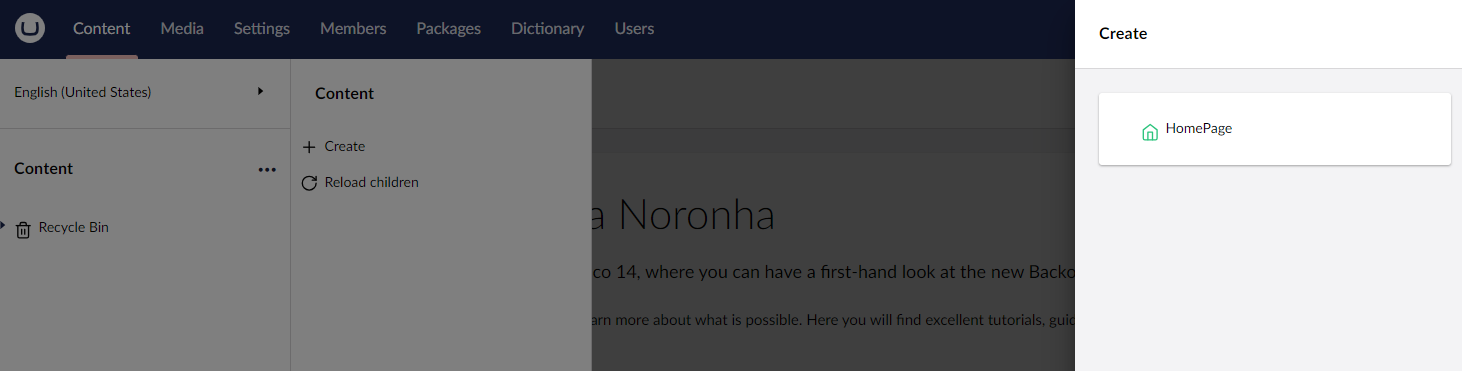 Content Media Settings Members Packages Dictionary Users
English (United States)
Content
Recycle Bin
Content
Create
Reload children
a Noronha
co 14, where you can have a first-hand look at the new Backo
arn more about what is possible. Here you will find excellent tutorials, guid
Create
HomePage